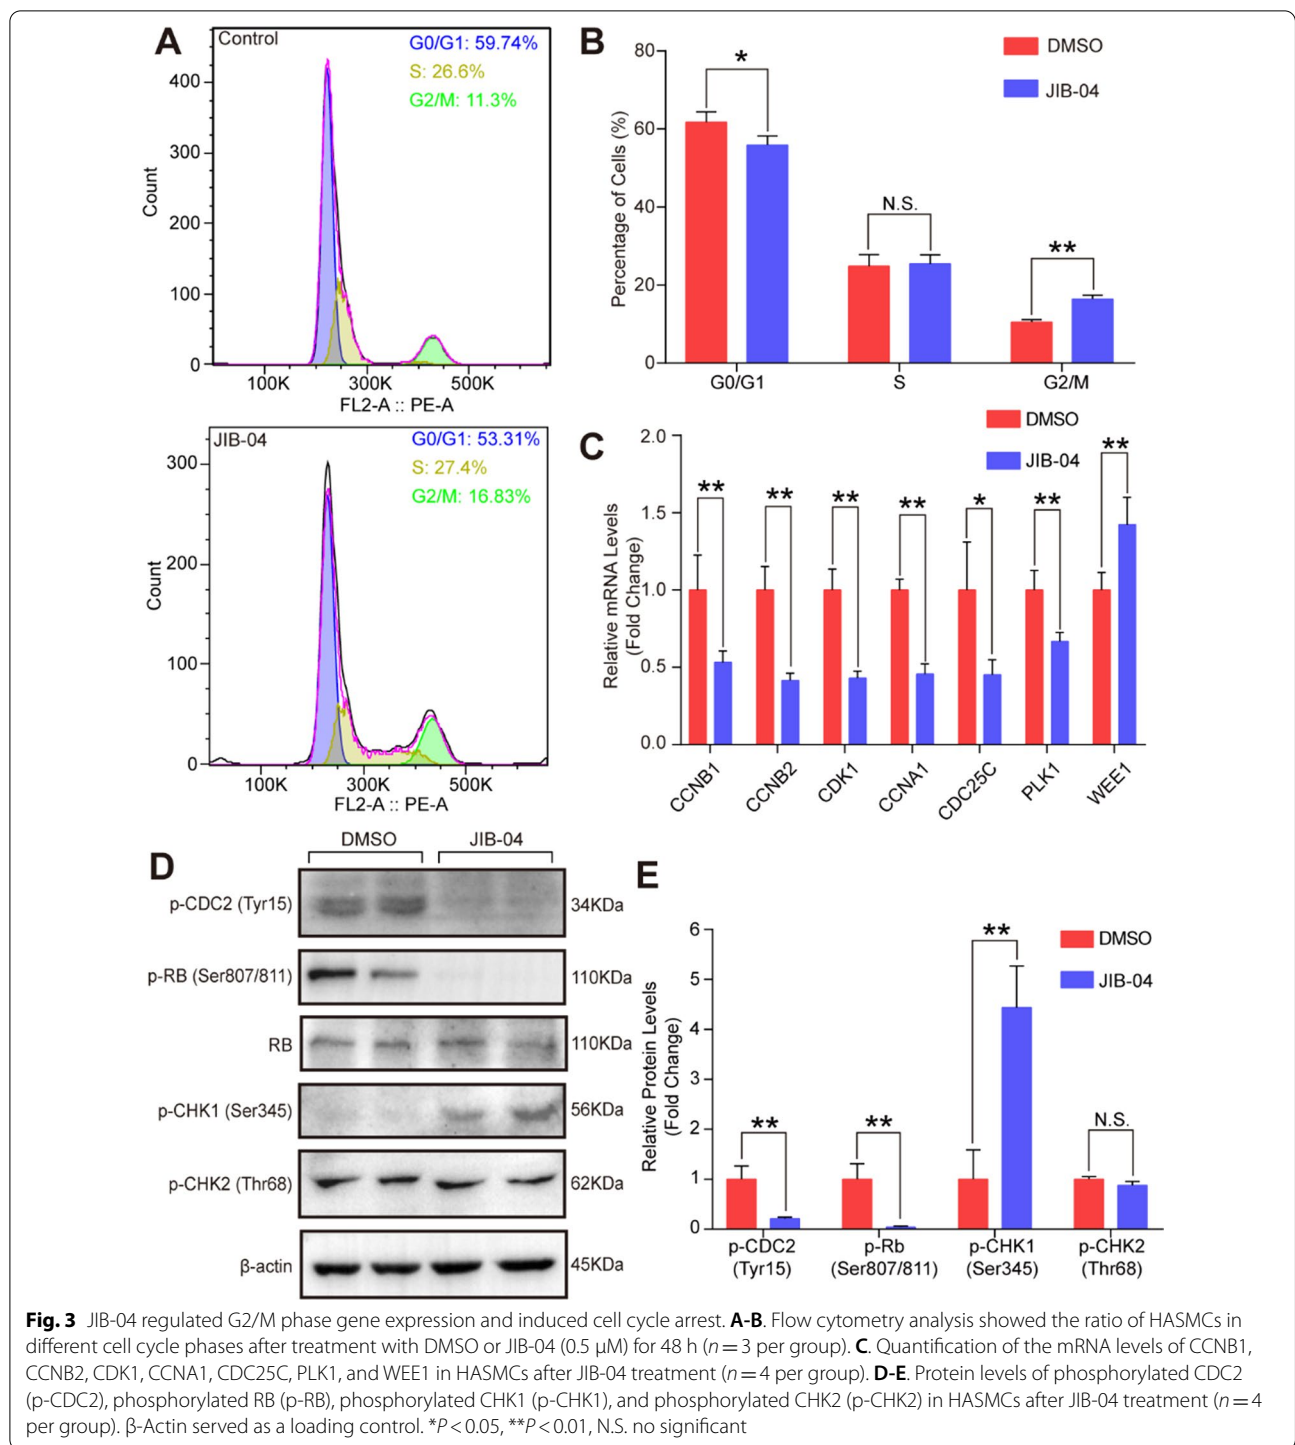 A
Control
G0/G1: 59.74%
S: 26.6%
G2/M: 11.3%
Count
400
300
200
100
0
100K 300K 500K
FL2-A :: PE-A
JIB-04
G0/G1: 53.31%
S: 27.4%
G2/M: 16.83%
Count
300
200
100
0
100K 300K 500K
FL2-A :: PE-A
B
DMSO
JIB-04
Percentage of Cells (%)
80
60
40
20
0
*
N.S.
**
G0/G1 S G2/M
C
DMSO
JIB-04
Relative mRNA Levels
(Fold Change)
2.0
1.5
1.0
0.5
0.0
** ** ** ** * ** **
CCNB1 CCNB2 CDK1 CCNA1 CDC25C PLK1 WEE1
D
DMSO JIB-04
p-CDC2 (Tyr15) 34KDa
p-RB (Ser807/811) 110KDa
RB 110KDa
p-CHK1 (Ser345) 56KDa
p-CHK2 (Thr68) 62KDa
β-actin 45KDa
E
DMSO
JIB-04
Relative Protein Levels
(Fold Change)
6
5
4
3
2
1
0
** ** ** N.S.
p-CDC2 p-Rb p-CHK1 p-CHK2
(Tyr15) (Ser807/811) (Ser345) (Thr68)
Fig. 3 JIB-04 regulated G2/M phase gene expression and induced cell cycle arrest. A-B. Flow cytometry analysis showed the ratio of HASMCs in
different cell cycle phases after treatment with DMSO or JIB-04 (0.5 μM) for 48 h (n = 3 per group). C. Quantification of the mRNA levels of CCNB1,
CCNB2, CDK1, CCNA1, CDC25C, PLK1, and WEE1 in HASMCs after JIB-04 treatment (n = 4 per group). D-E. Protein levels of phosphorylated CDC2
(p-CDC2), phosphorylated RB (p-RB), phosphorylated CHK1 (p-CHK1), and phosphorylated CHK2 (p-CHK2) in HASMCs after JIB-04 treatment (n = 4
per group). β-Actin served as a loading control. *P < 0.05, **P < 0.01, N.S. no significant